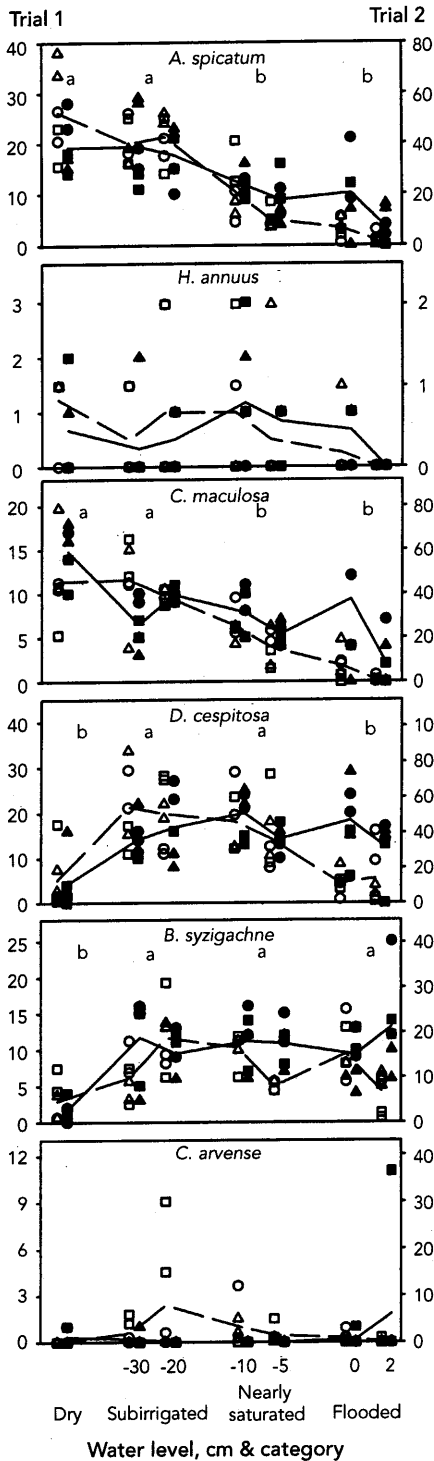 Trial 1 Trial 2
A. spicatum
40 80
a a b b
30 60
20 40
10 20
0 0
H. annuus
3 2
2
1 1
0 0
C. maculosa
20 80
a a b b
15 60
10 40
5 20
0 0
D. cespitosa
40 10
b a a b
30 80
20 60
40
10 20
0 0
B. syzigachne
25 40
b a a a
20 30
15 20
10
5 10
0 0
C. arvense
12 40
9 30
6 20
3 10
0 0
-30 -20 -10 -5 0 2
Nearly
Dry Subirrigated saturated Flooded
Water level, cm & category